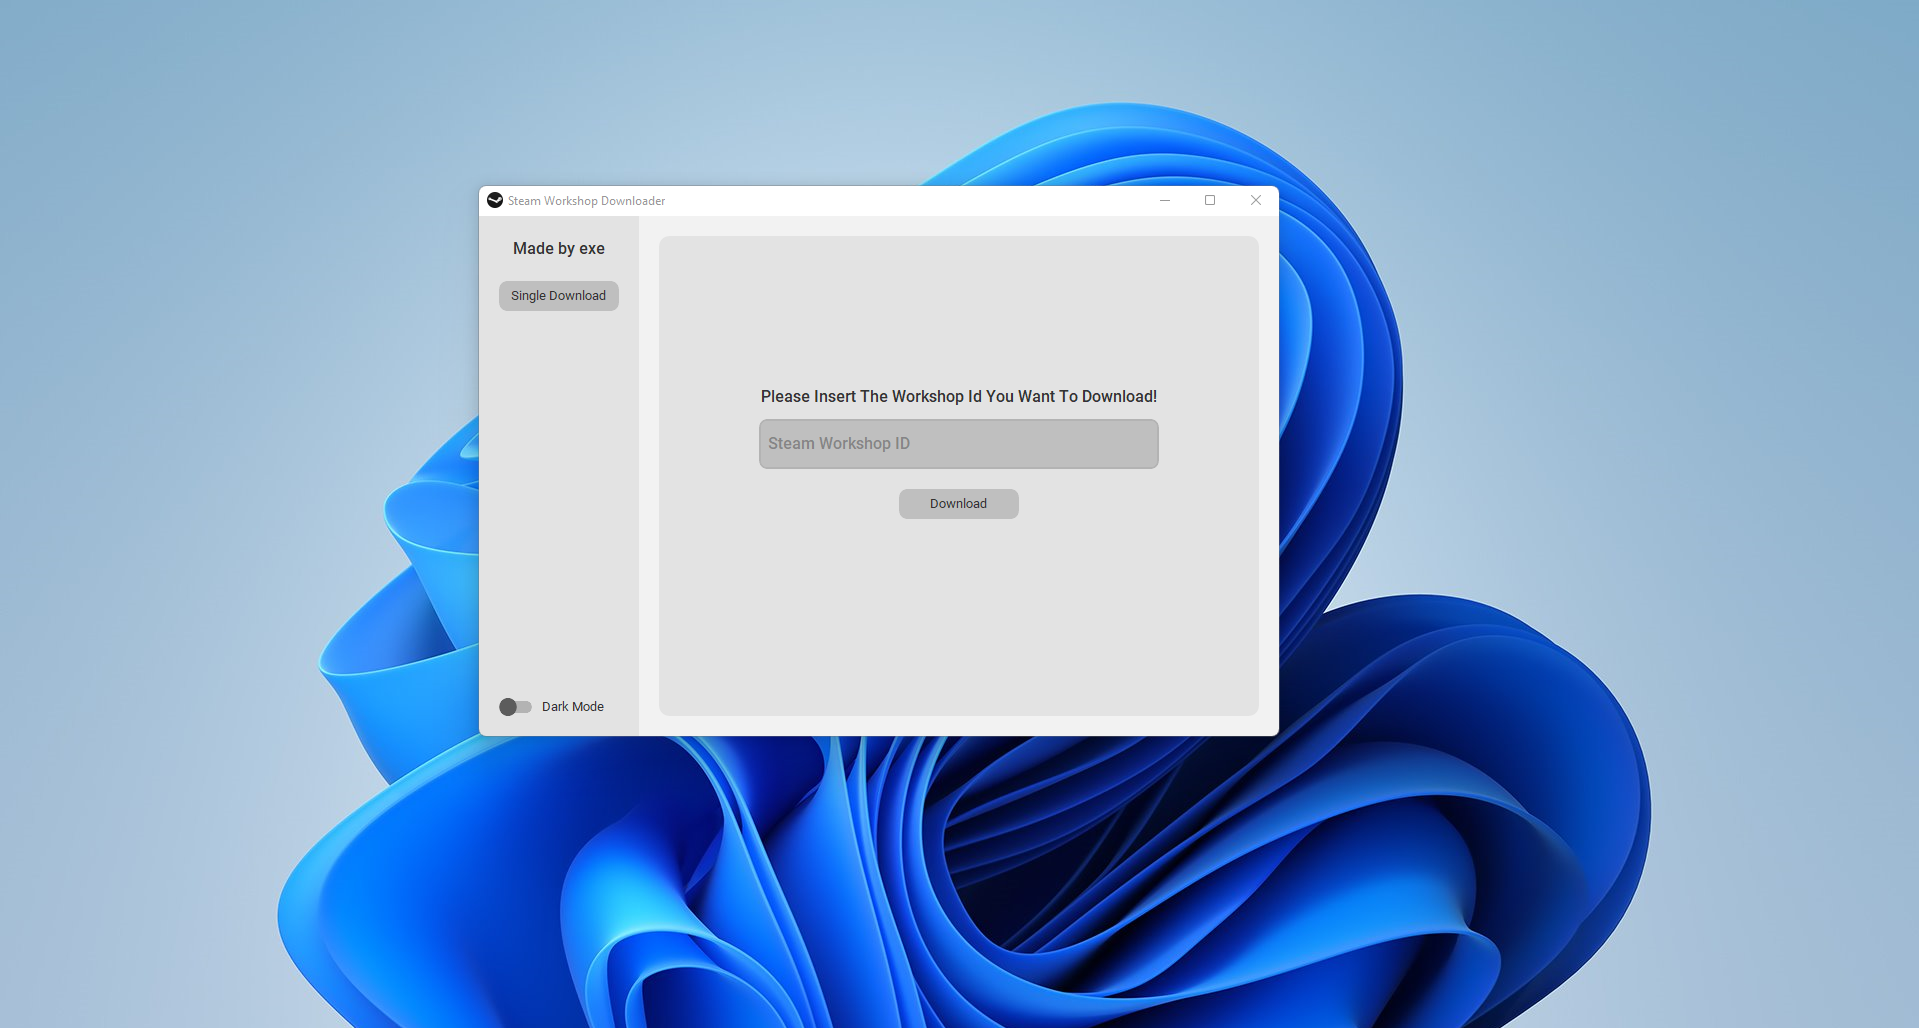 Steam Workshop Downloader
Made by exe
Single Download
Please Insert The Workshop Id You Want To Download!
Steam Workshop ID
Download
Dark Mode